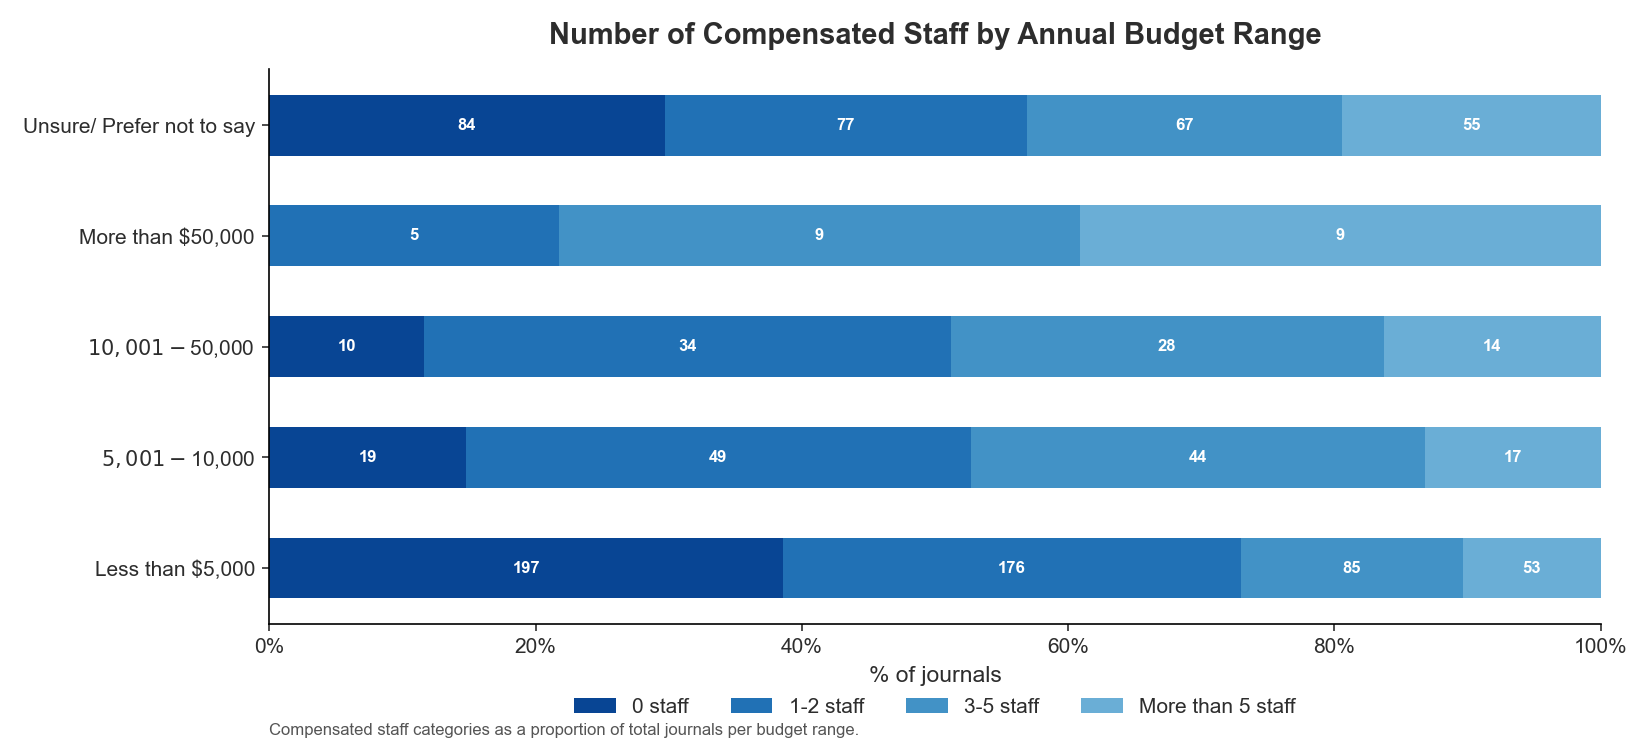 Number of Compensated Staff by Annual Budget Range
Unsure/ Prefer not to say
84 77 67 55
More than $50,000
5 9 9
10,001-50,000
10 34 28 14
5,001-10,000
19 49 44 17
Less than $5,000
197 176 85 53
0% 20% 40% 60% 80% 100%
% of journals
0 staff 1-2 staff 3-5 staff More than 5 staff
Compensated staff categories as a proportion of total journals per budget range.